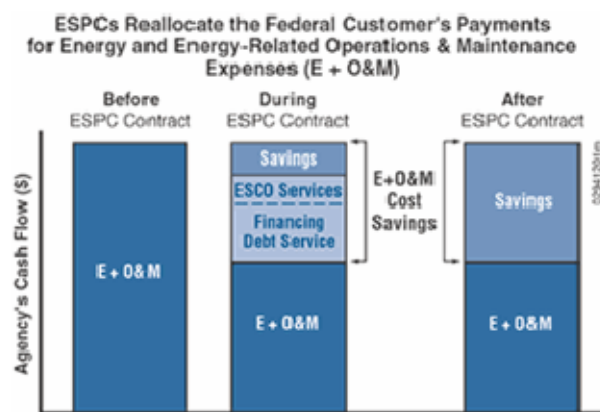 ESPCs Reallocate the Federal Customer's Payments
for Energy and Energy-Related Operations & Maintenance
Expenses (E + O&M)
Before
ESPC Contract
During
ESPC Contract
After
ESPC Contract
Agency's Cash Flow ($)
E + O&M
Savings
ESCO Services
Financing
Debt Service
E + O&M
E+O&M
Cost
Savings
Savings
E + O&M